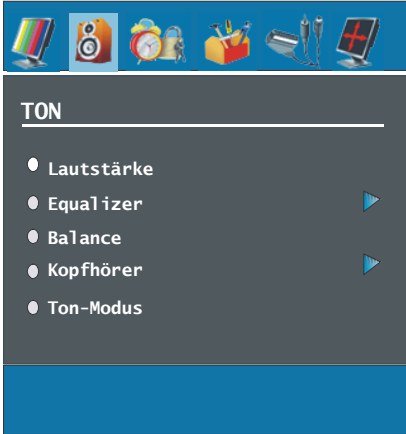 TON
Lautstärke
Equalizer
Balance
Kopfhörer
Ton-Modus